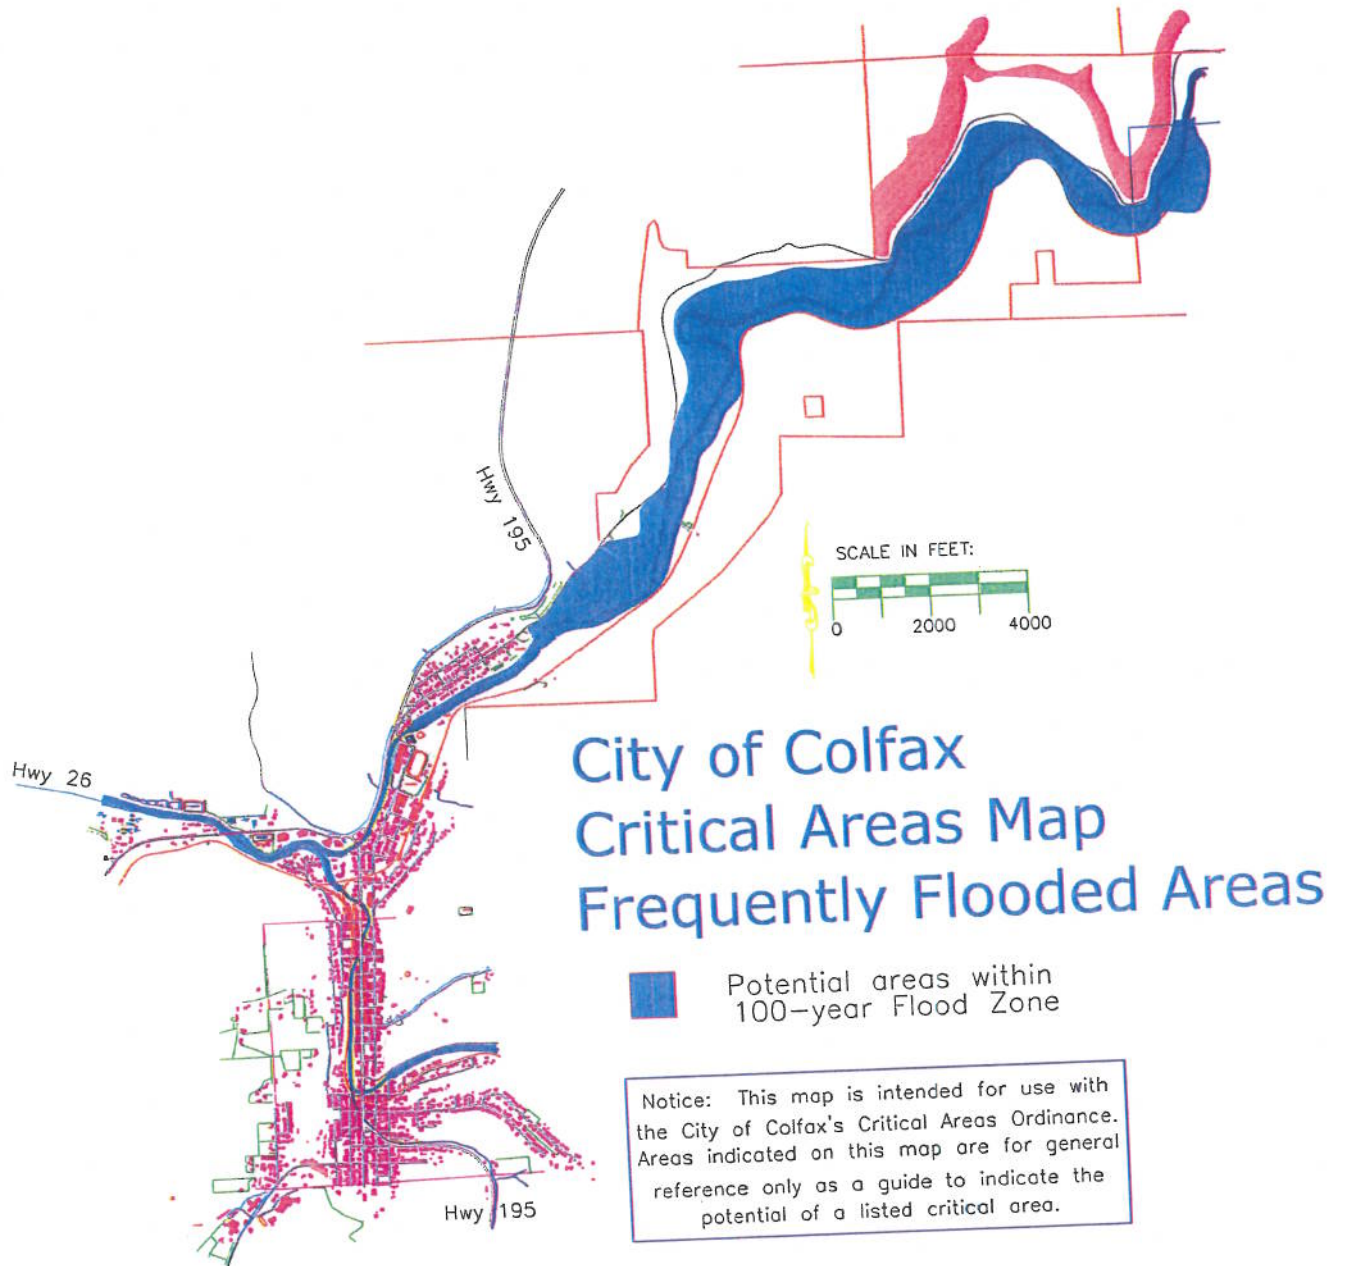 Hwy 195
SCALE IN FEET:
0 2000 4000
Hwy 26
City of Colfax
Critical Areas Map
Frequently Flooded Areas
Potential areas within
100-year Flood Zone
Notice: This map is intended for use with
the City of Colfax's Critical Areas Ordinance.
Areas indicated on this map are for general
reference only as a guide to indicate the
potential of a listed critical area.
Hwy 195